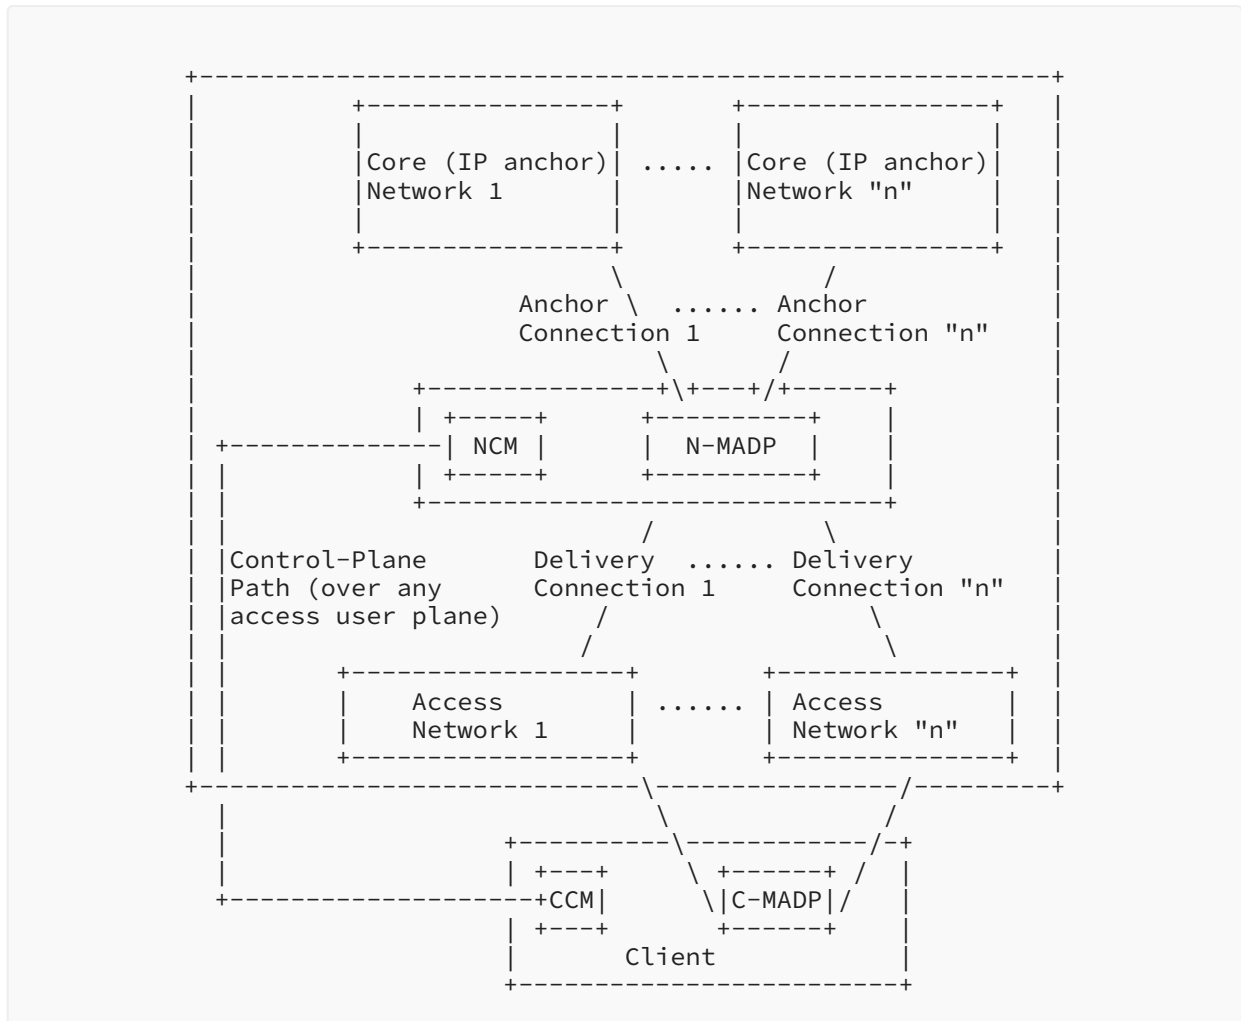 Core (IP anchor) ..... Core (IP anchor)
Network 1 Network "n"
Anchor ...... Anchor
Connection 1 Connection "n"
NCM N-MADP
Control-Plane Delivery ...... Delivery
Path (over any Connection 1 Connection "n"
access user plane)
Access ...... Access
Network 1 Network "n"
CCM C-MADP
Client